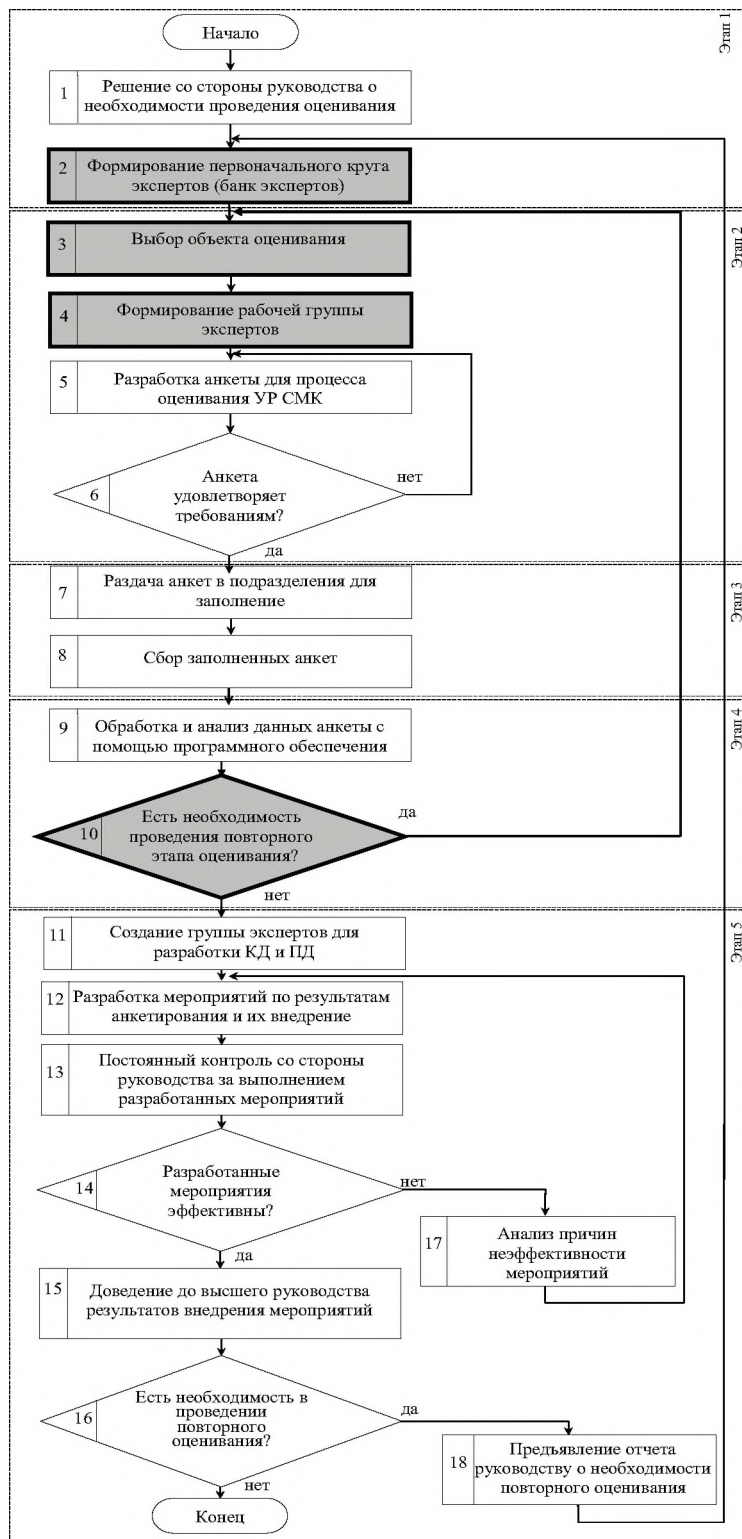 Начало
Этап 1
1
Решение со стороны руководства о
необходимости проведения оценивания
2
Формирование первоначального круга
экспертов (банк экспертов)
Этап 2
3
Выбор объекта оценивания
4
Формирование рабочей группы
экспертов
5
Разработка анкеты для процесса
оценивания УР СМК
6
Анкета
удовлетворяет
требованиям?
нет
да
Этап 3
7
Раздача анкет в подразделения для
заполнение
8
Сбор заполненных анкет
Этап 4
9
Обработка и анализ данных анкеты с
помощью программного обеспечения
10
Есть необходимость
проведения повторного
этапа оценивания?
да
нет
Этап 5
11
Создание группы экспертов для
разработки КД и ПД
12
Разработка мероприятий по результатам
анкетирования и их внедрение
13
Постоянный контроль со стороны
руководства за выполнением
разработанных мероприятий
14
Разработанные
мероприятия
эффективны?
нет
да
17
Анализ причин
неэффективности
мероприятий
15
Доведение до высшего руководства
результатов внедрения мероприятий
16
Есть необходимость в
проведении
повторного
оценивания?
да
нет
18
Предъявление отчета
руководству о необходимости
повторного оценивания
Конец